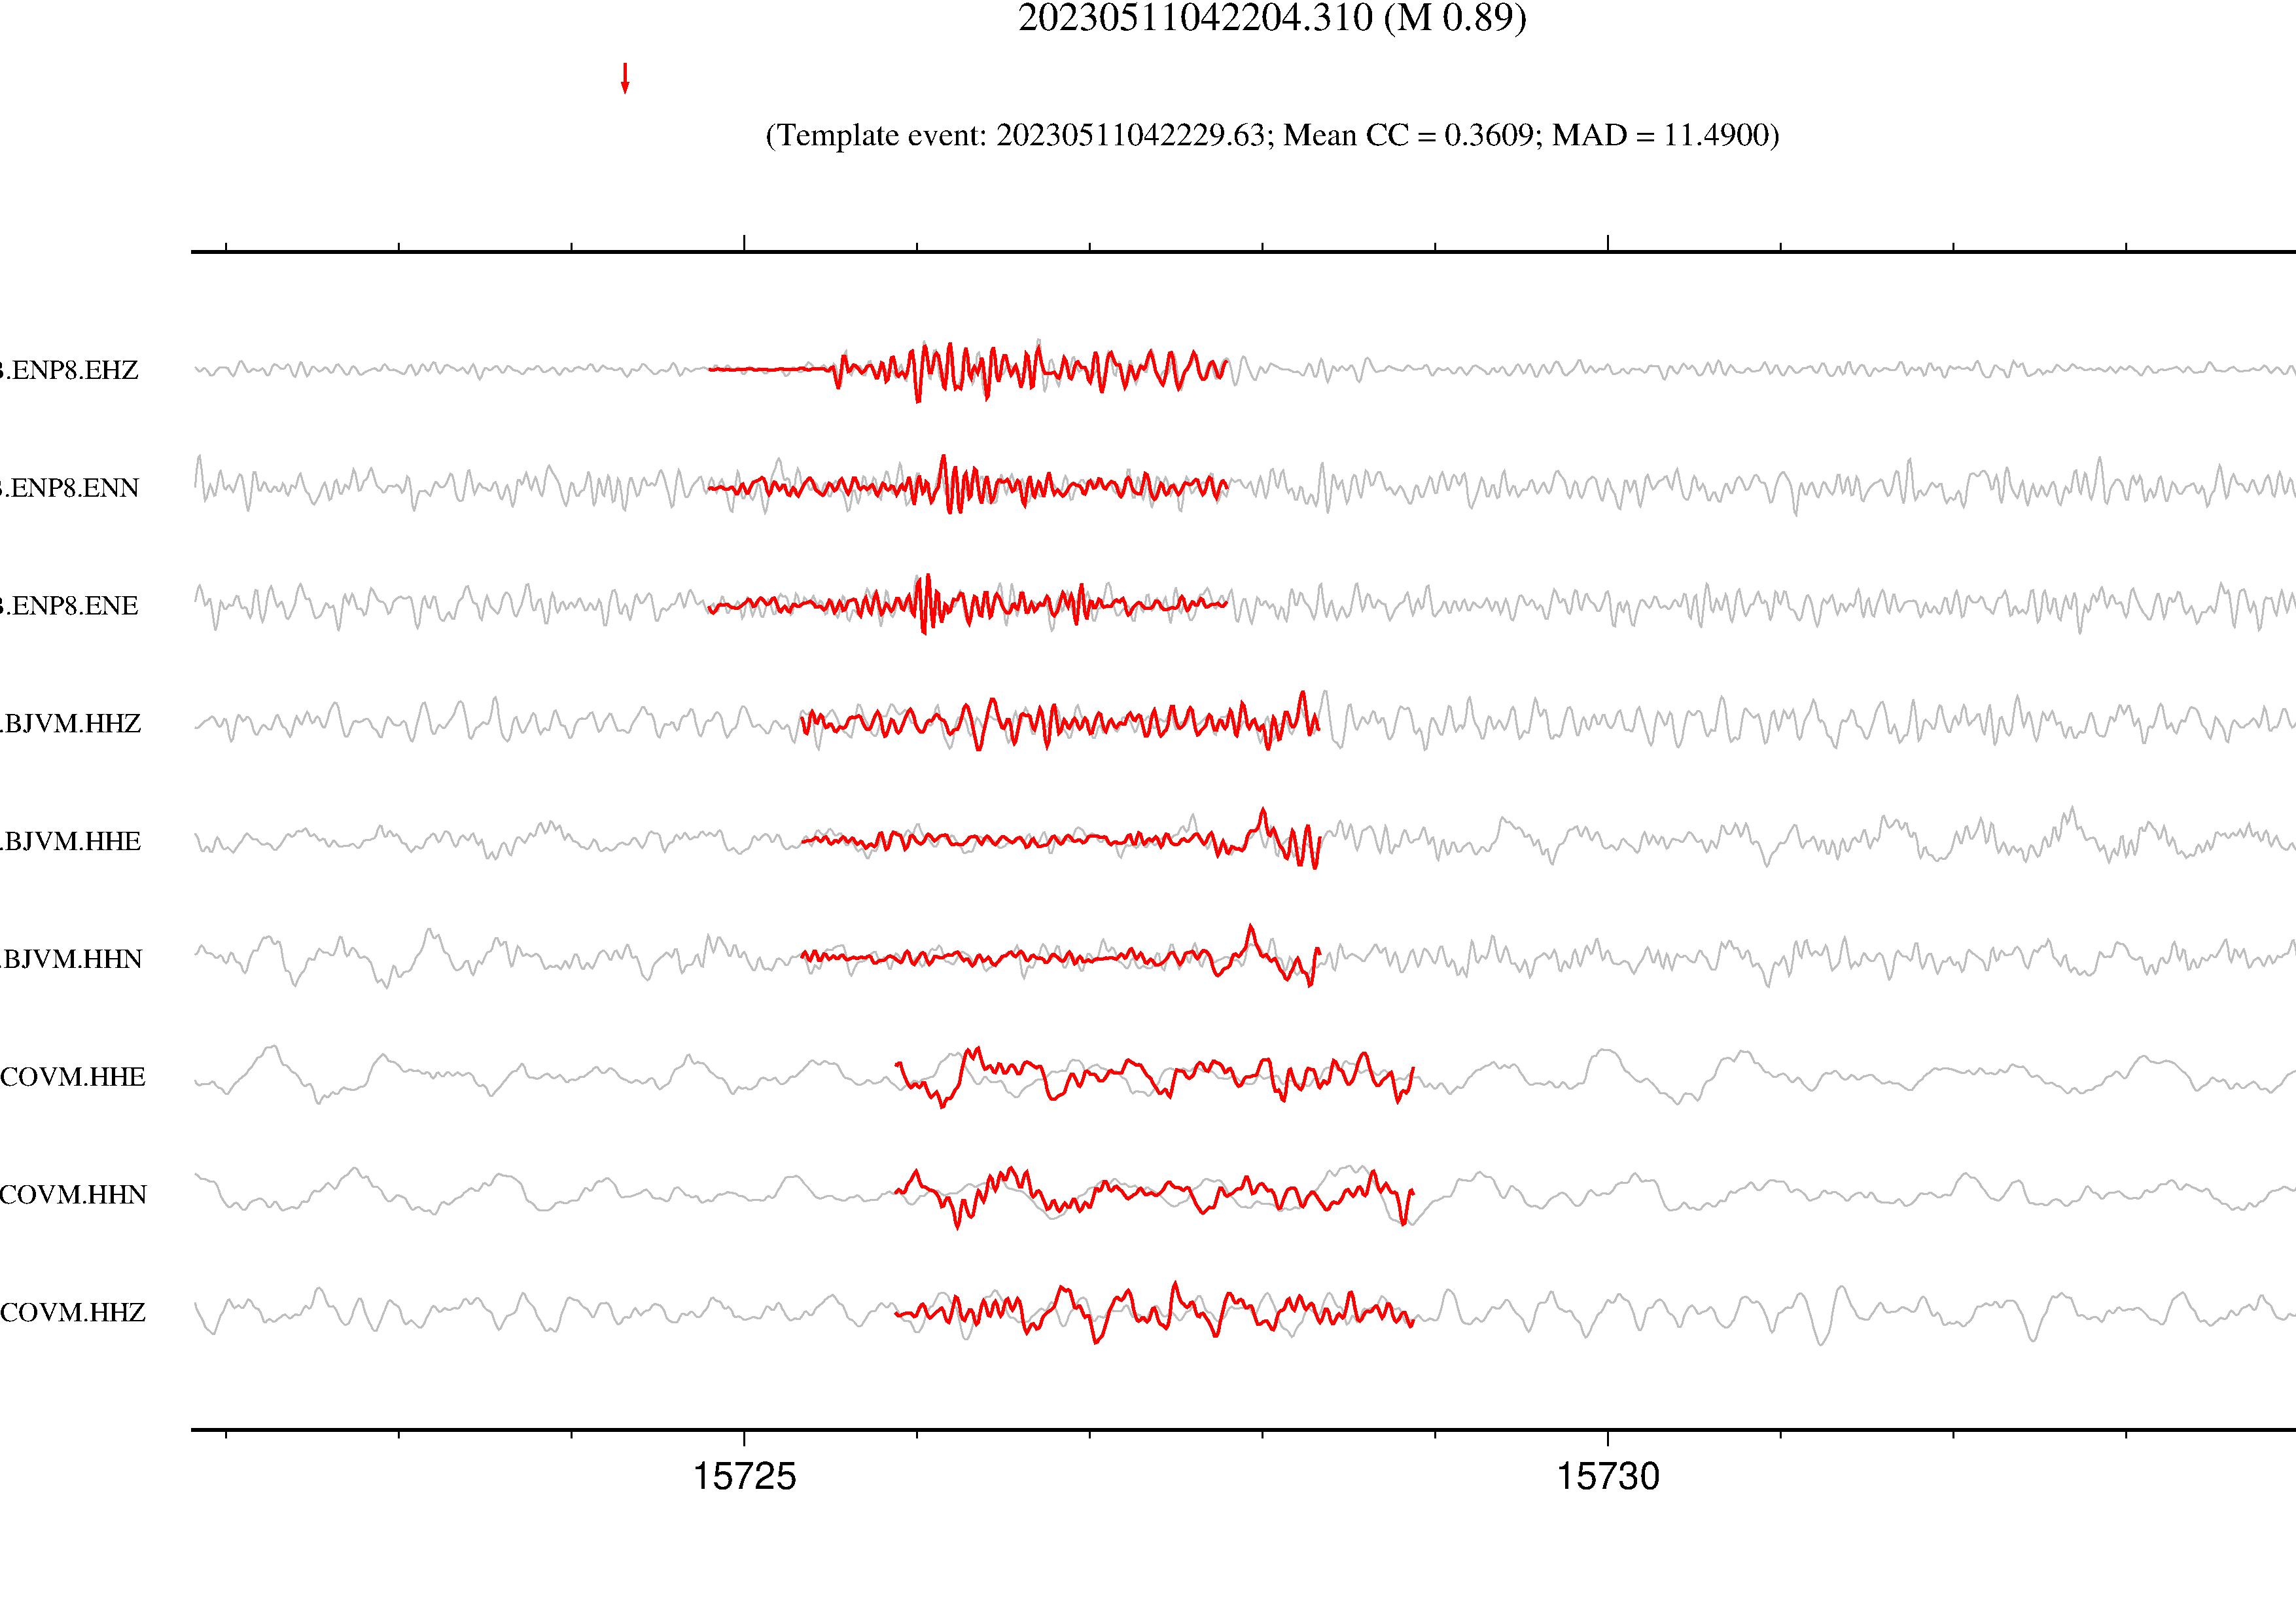 20230511042204.310 (M 0.89)
(Template event: 20230511042229.63; Mean CC = 0.3609; MAD = 11.4900)
.ENP8.EHZ
.ENP8.ENN
.ENP8.ENE
.BJVM.HHZ
.BJVM.HHE
.BJVM.HHN
COVM.HHE
COVM.HHN
COVM.HHZ
15725 15730